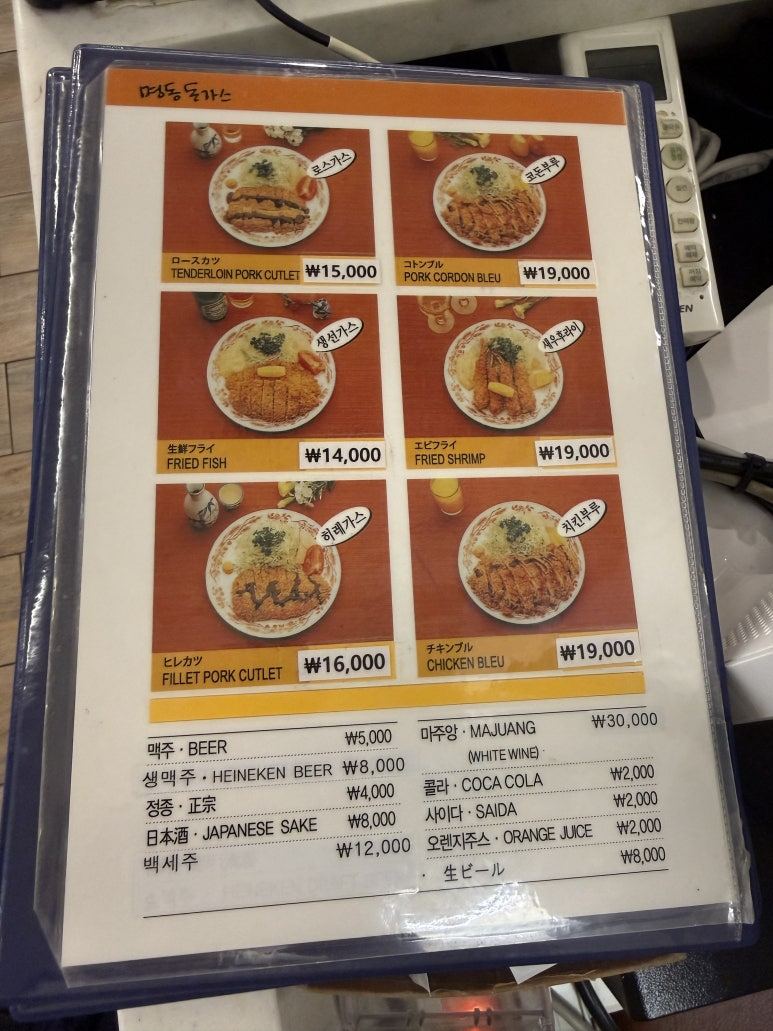 명동돈가스
로스가스
ロースカツ
TENDERLOIN PORK CUTLET ₩15,000
코돈부루
コトンブル
PORK CORDON BLEU ₩19,000
생선가스
生鮮フライ
FRIED FISH ₩14,000
새우후라이
エビフライ
FRIED SHRIMP ₩19,000
히레가스
ヒレカツ
FILLET PORK CUTLET ₩16,000
치킨부루
チキンブル
CHICKEN BLEU ₩19,000
맥주 · BEER ₩5,000
생맥주 · HEINEKEN BEER ₩8,000
정종 · 正宗 ₩4,000
日本酒 · JAPANESE SAKE ₩8,000
백세주 ₩12,000
마주앙 · MAJUANG ₩30,000
(WHITE WINE) ·
콜라 · COCA COLA ₩2,000
사이다 · SAIDA ₩2,000
오렌지주스 · ORANGE JUICE ₩2,000
· 生ビール ₩8,000
EN